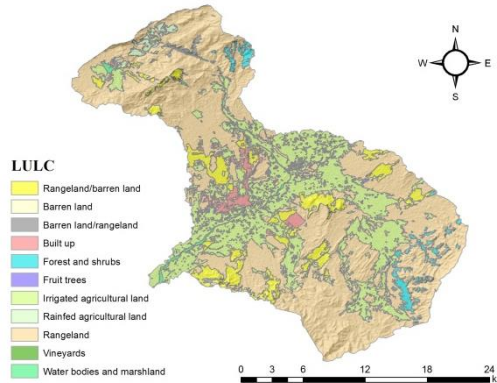 N
W E
S
LULC
Rangeland/barren land
Barren land
Barren land/rangeland
Built up
Forest and shrubs
Fruit trees
Irrigated agricultural land
Rainfed agricultural land
Rangeland
Vineyards
Water bodies and marshland
0 3 6 12 18 24